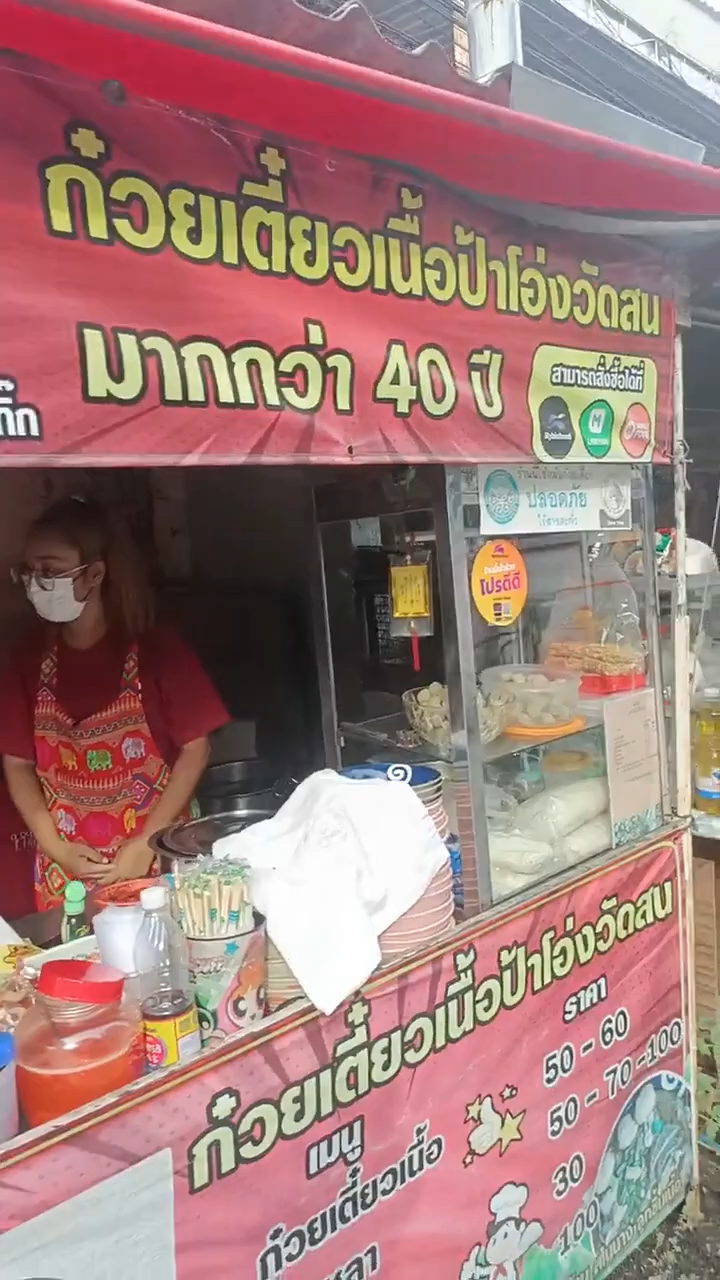 ก๋วยเตี๋ยวเนื้อป้าโอ่งวัดสน
มากกว่า 40 ปี
สามารถสั่งซื้อได้ที่
ปลอดภัย
โปรดีดี
ก๋วยเตี๋ยวเนื้อป้าโอ่งวัดสน
เมนู
ราคา
ก๋วยเตี๋ยวเนื้อ
50 - 60
50 - 70 - 100
30
100